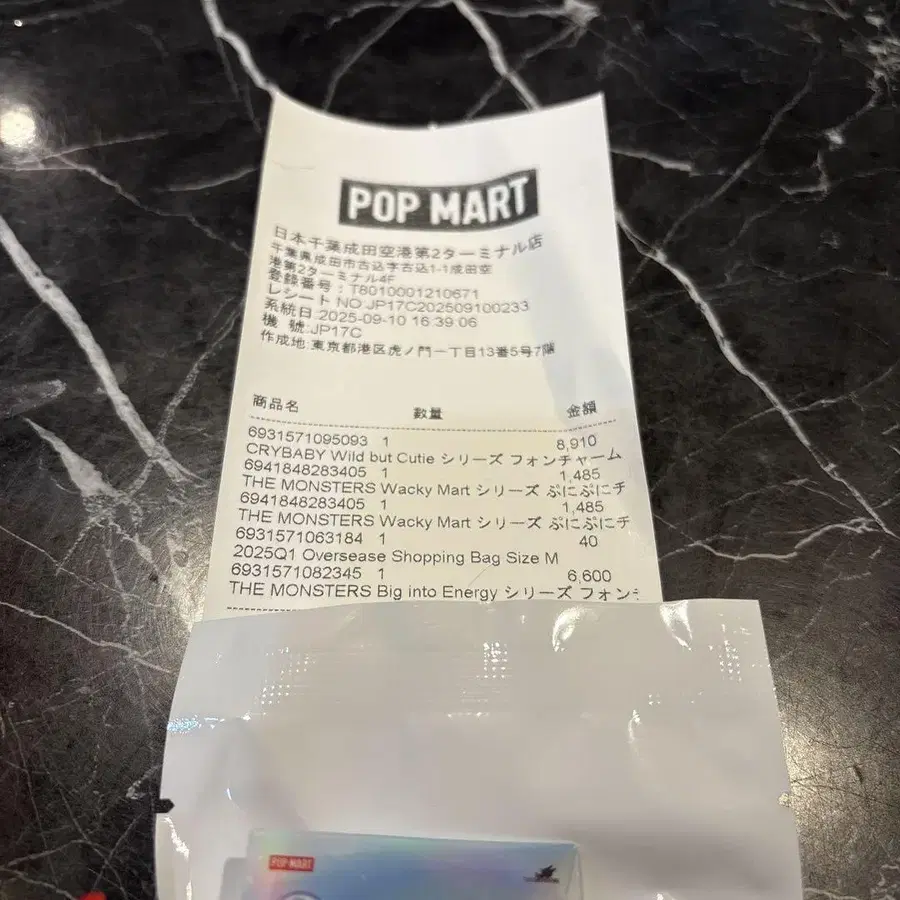 POP MART
日本千葉成田空港第2ターミナル店
千葉県成田市古込字古込1-1成田空
港第2ターミナル4F
登録番号：T8010001210671
レシートNO.JP17C202509100233
系統日:2025-09-10 16:39:06
機 號:JP17C
作成地:東京都港区虎ノ門一丁目13番5号7階
商品名 数量 金額
6931571095093 1 8,910
CRYBABY Wild but Cutie シリーズ フォンチャーム
6941848283405 1 1,485
THE MONSTERS Wacky Mart シリーズ ぷにぷにチ
6941848283405 1 1,485
THE MONSTERS Wacky Mart シリーズ ぷにぷにチ
6931571063184 1 40
2025Q1 Oversease Shopping Bag Size M
6931571082345 1 6,600
THE MONSTERS Big into Energy シリーズ フォン
POP MART